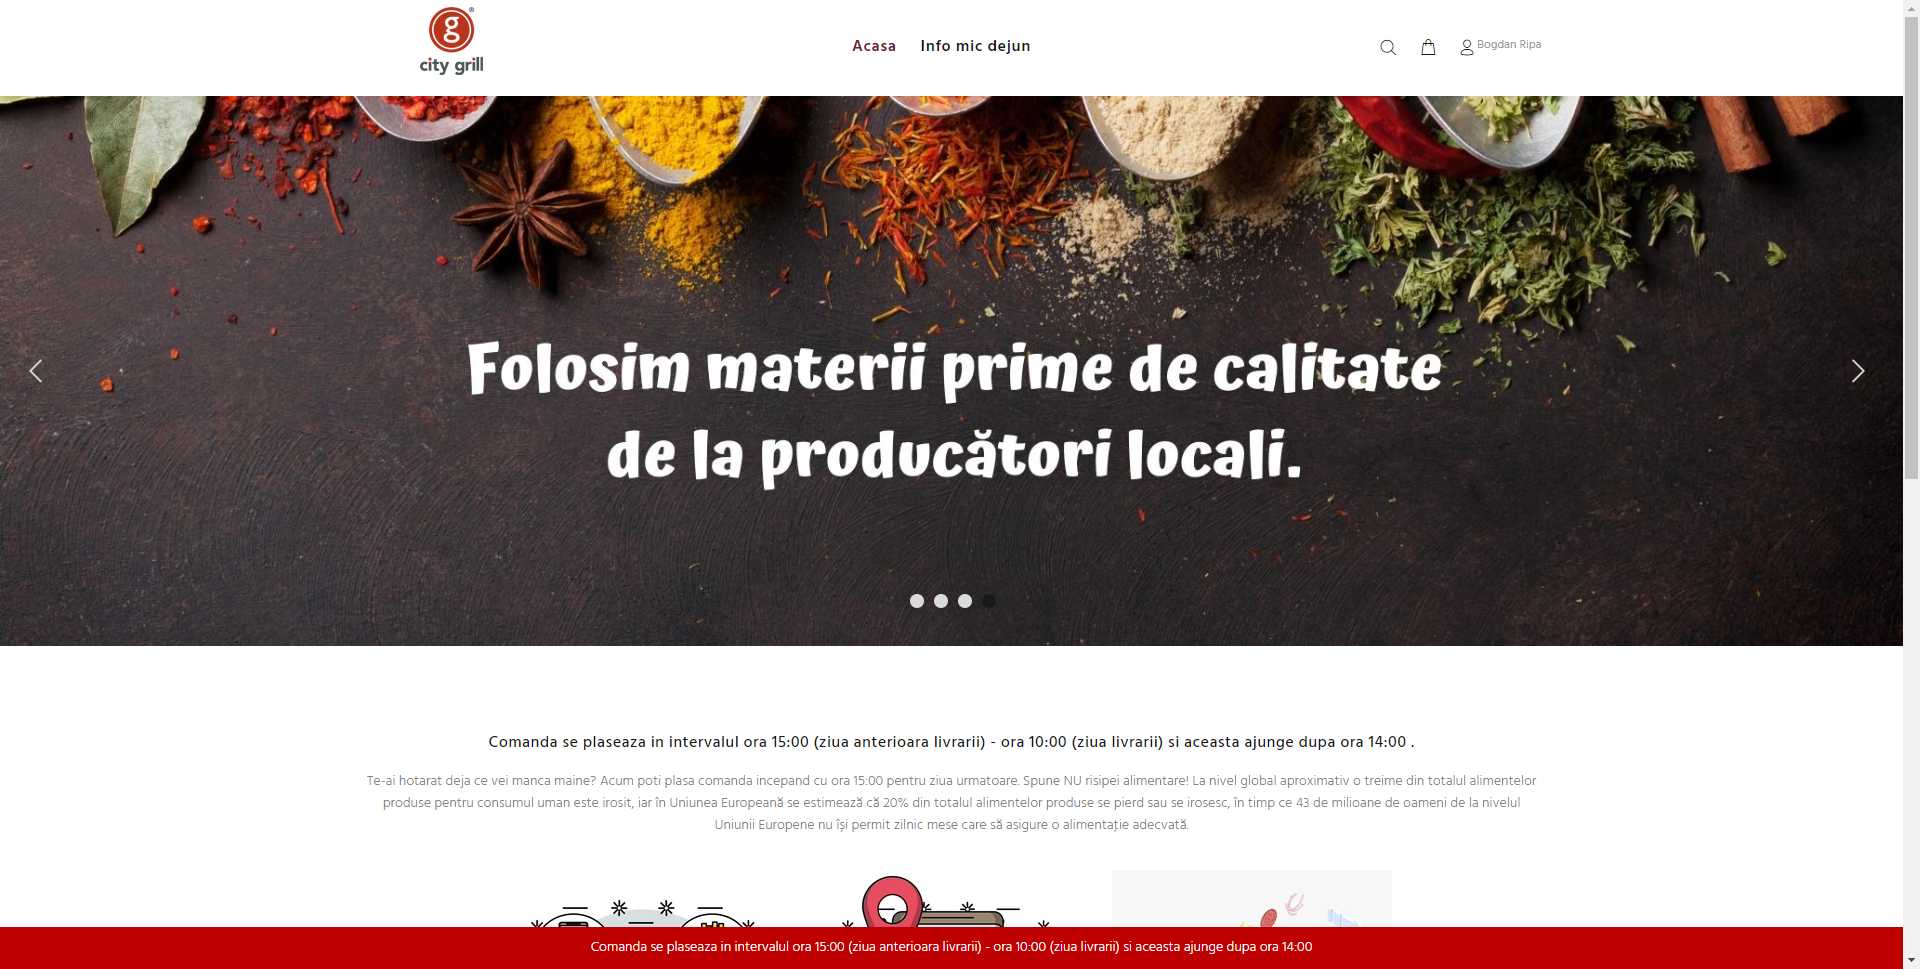 g®
city grill
Acasa
Info mic dejun
Bogdan Ripa
Folosim materii prime de calitate
de la producători locali.
Comanda se plaseaza in intervalul ora 15:00 (ziua anterioara livrarii) - ora 10:00 (ziua livrarii) si aceasta ajunge dupa ora 14:00 .
Te-ai hotarat deja ce vei manca maine? Acum poti plasa comanda incepand cu ora 15:00 pentru ziua urmatoare. Spune NU risipei alimentare! La nivel global aproximativ o treime din totalul alimentelor
produse pentru consumul uman este irosit, iar în Uniunea Europeană se estimează că 20% din totalul alimentelor produse se pierd sau se irosesc, în timp ce 43 de milioane de oameni de la nivelul
Uniunii Europene nu își permit zilnic mese care să asigure o alimentație adecvată.
Comanda se plaseaza in intervalul ora 15:00 (ziua anterioara livrarii) - ora 10:00 (ziua livrarii) si aceasta ajunge dupa ora 14:00